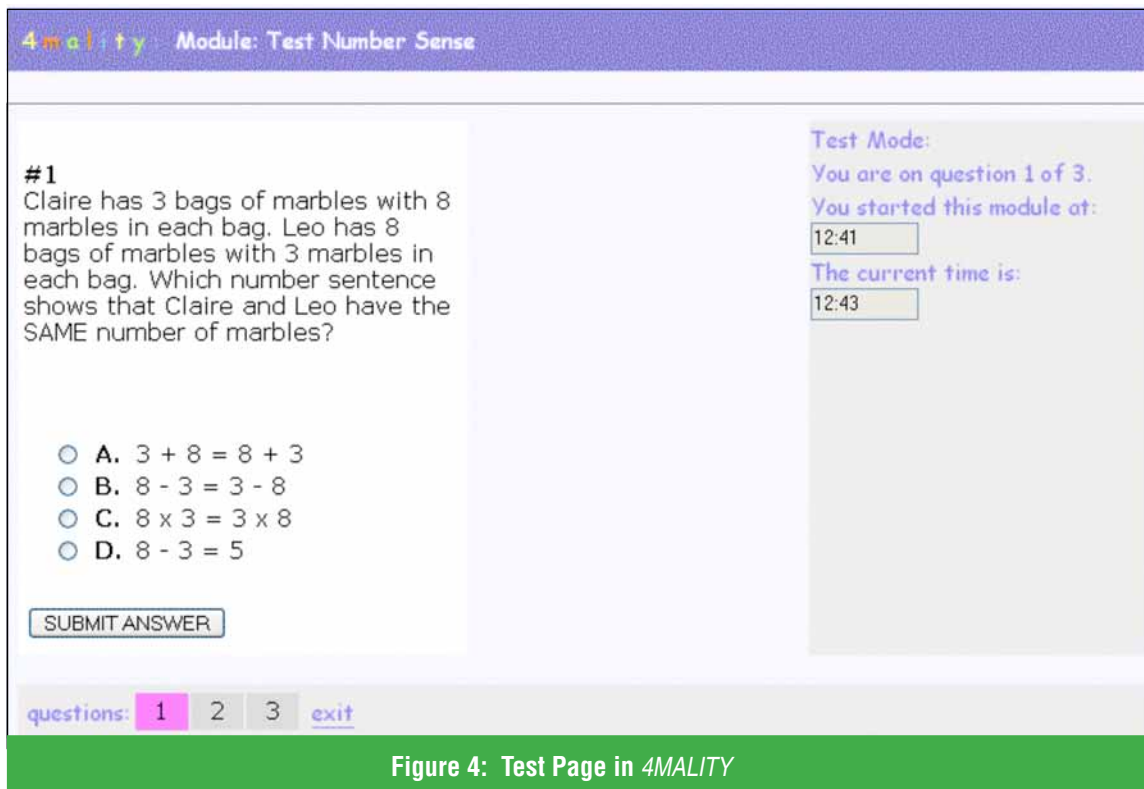 4mality: Module: Test Number Sense
#1
Claire has 3 bags of marbles with 8
marbles in each bag. Leo has 8
bags of marbles with 3 marbles in
each bag. Which number sentence
shows that Claire and Leo have the
SAME number of marbles?
A. 3 + 8 = 8 + 3
B. 8 - 3 = 3 - 8
C. 8 x 3 = 3 x 8
D. 8 - 3 = 5
SUBMIT ANSWER
Test Mode:
You are on question 1 of 3.
You started this module at:
12:41
The current time is:
12:43
questions: 1 2 3 exit
Figure 4: Test Page in 4MALITY